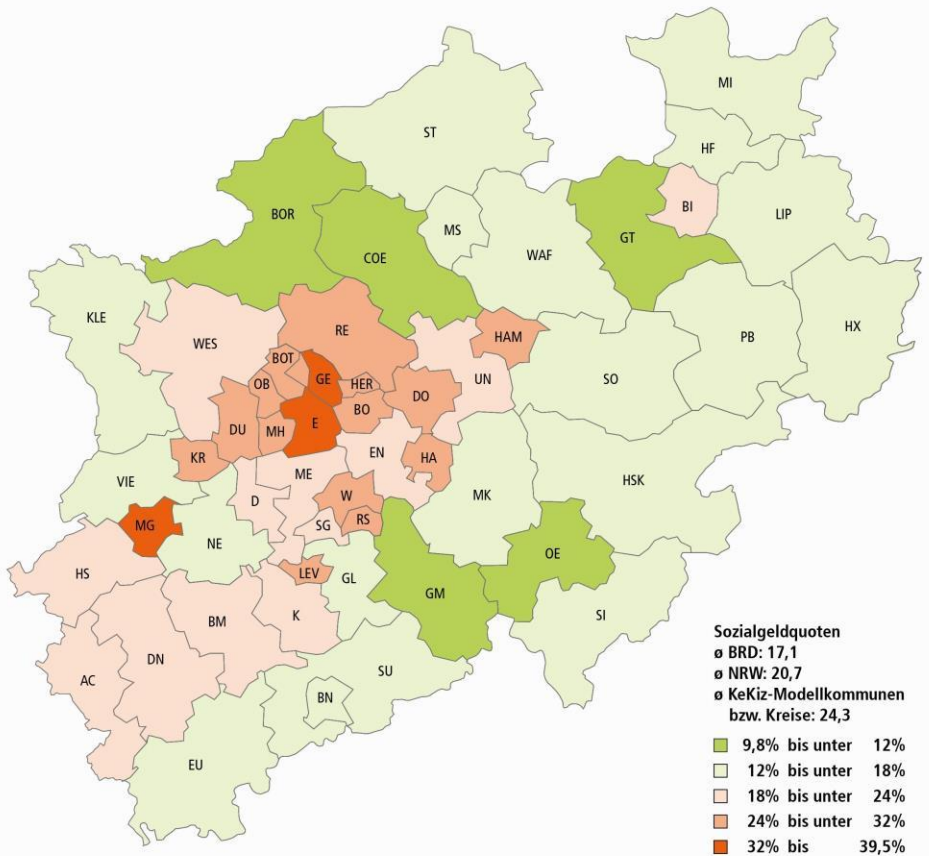 MI
ST
HF
BI
LIP
BOR
MS
GT
COE
WAF
KLE
RE
HAM
PB
HX
WES
BOT
GE
UN
SO
OB
HER
DO
BO
DU
MH
E
KR
EN
HA
ME
HSK
VIE
D
W
MK
MG
SG
RS
NE
OE
HS
LEV
GL
GM
BM
K
SI
DN
AC
SU
BN
EU
Sozialgeldquoten
ø BRD: 17,1
ø NRW: 20,7
ø KeKiz-Modellkommunen
bzw. Kreise: 24,3
9,8% bis unter 12%
12% bis unter 18%
18% bis unter 24%
24% bis unter 32%
32% bis 39,5%